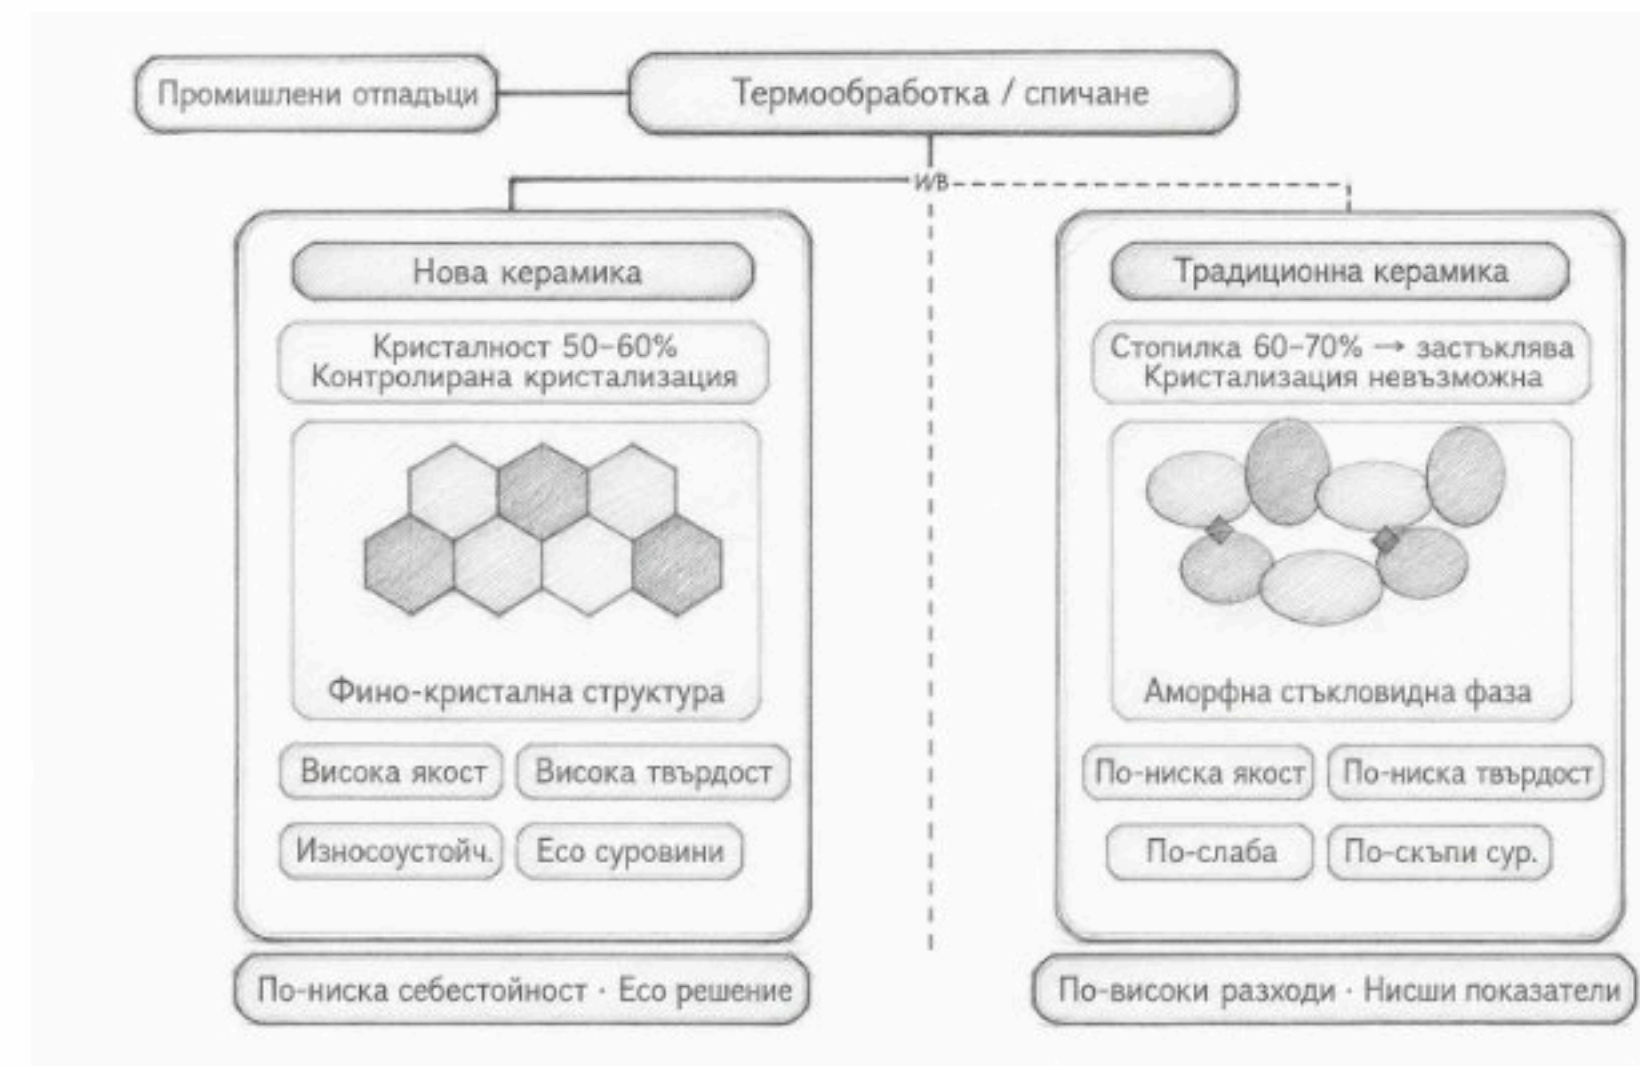 Промишлени отпадъци
Термообработка / спичане
И/В
Нова керамика
Кристалност 50–60%
Контролирана кристализация
Фино-кристална структура
Висока якост
Висока твърдост
Износоустойч.
Eco суровини
По-ниска себестойност · Eco решение
Традиционна керамика
Стопилка 60–70% → застъклява
Кристализация невъзможна
Аморфна стъкловидна фаза
По-ниска якост
По-ниска твърдост
По-слаба
По-скъпи сур.
По-високи разходи · Нисши показатели